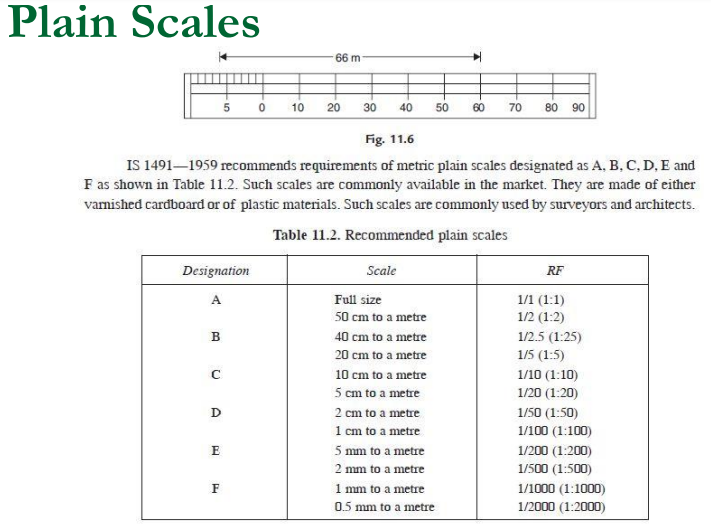 Plain Scales
66 m
5 0 10 20 30 40 50 60 70 80 90
Fig. 11.6
IS 1491—1959 recommends requirements of metric plain scales designated as A, B, C, D, E and
F as shown in Table 11.2. Such scales are commonly available in the market. They are made of either
varnished cardboard or of plastic materials. Such scales are commonly used by surveyors and architects.
Table 11.2. Recommended plain scales
Designation Scale RF
A Full size 1/1 (1:1)
50 cm to a metre 1/2 (1:2)
B 40 cm to a metre 1/2.5 (1:25)
20 cm to a metre 1/5 (1:5)
C 10 cm to a metre 1/10 (1:10)
5 cm to a metre 1/20 (1:20)
D 2 cm to a metre 1/50 (1:50)
1 cm to a metre 1/100 (1:100)
E 5 mm to a metre 1/200 (1:200)
2 mm to a metre 1/500 (1:500)
F 1 mm to a metre 1/1000 (1:1000)
0.5 mm to a metre 1/2000 (1:2000)